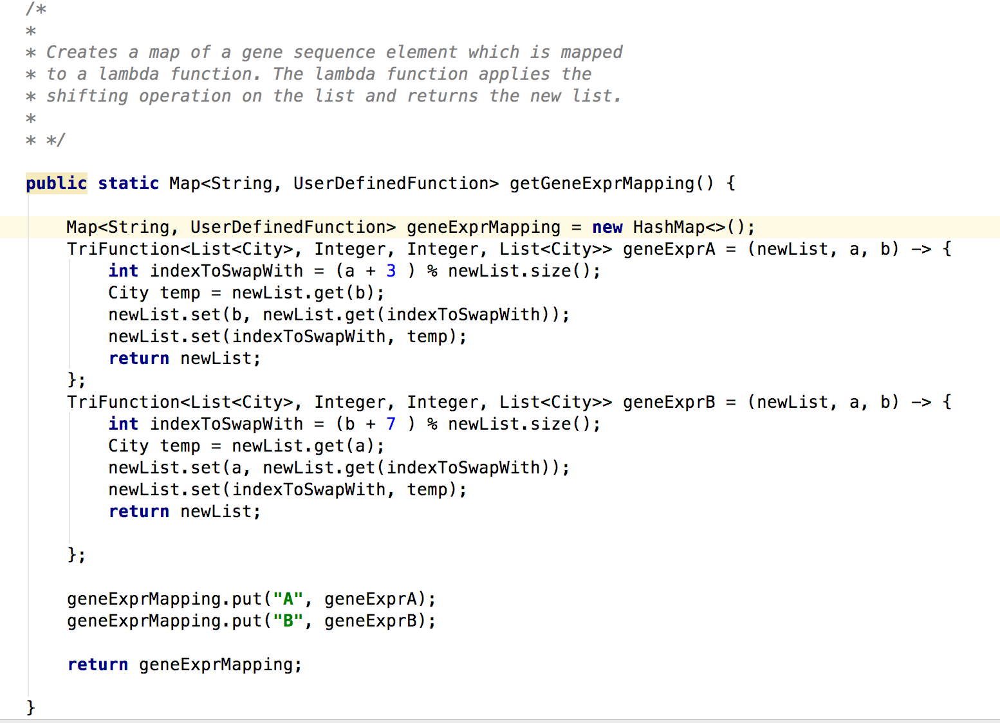 /*
*
* Creates a map of a gene sequence element which is mapped
* to a lambda function. The lambda function applies the
* shifting operation on the list and returns the new list.
*
* */
public static Map<String, UserDefinedFunction> getGeneExprMapping() {
Map<String, UserDefinedFunction> geneExprMapping = new HashMap<>();
TriFunction<List<City>, Integer, Integer, List<City>> geneExprA = (newList, a, b) -> {
int indexToSwapWith = (a + 3 ) % newList.size();
City temp = newList.get(b);
newList.set(b, newList.get(indexToSwapWith));
newList.set(indexToSwapWith, temp);
return newList;
};
TriFunction<List<City>, Integer, Integer, List<City>> geneExprB = (newList, a, b) -> {
int indexToSwapWith = (b + 7 ) % newList.size();
City temp = newList.get(a);
newList.set(a, newList.get(indexToSwapWith));
newList.set(indexToSwapWith, temp);
return newList;
};
geneExprMapping.put("A", geneExprA);
geneExprMapping.put("B", geneExprB);
return geneExprMapping;
}